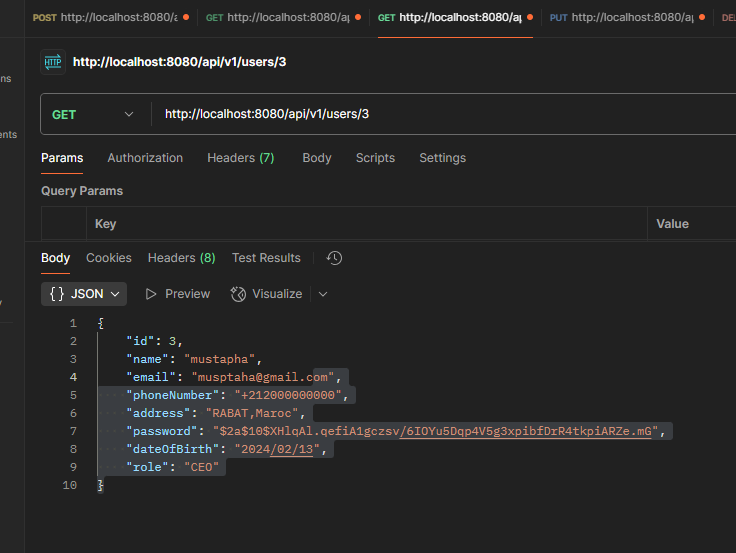 POST http://localhost:8080/a
GET http://localhost:8080/ap
GET http://localhost:8080/ap
PUT http://localhost:8080/ap
DEL
HTTP http://localhost:8080/api/v1/users/3
ns
GET http://localhost:8080/api/v1/users/3
ents
Params Authorization Headers (7) Body Scripts Settings
Query Params
Key Value
Body Cookies Headers (8) Test Results
{} JSON Preview Visualize
1 {
2 "id": 3,
3 "name": "mustapha",
4 "email": "musptaha@gmail.com",
5 "phoneNumber": "+212000000000",
6 "address": "RABAT,Maroc",
7 "password": "$2a$10$XHlqAl.qefiA1gczsv/6IOYu5Dqp4V5g3xpibfDrR4tkpiARZe.mG",
8 "dateOfBirth": "2024/02/13",
9 "role": "CEO"
10 }